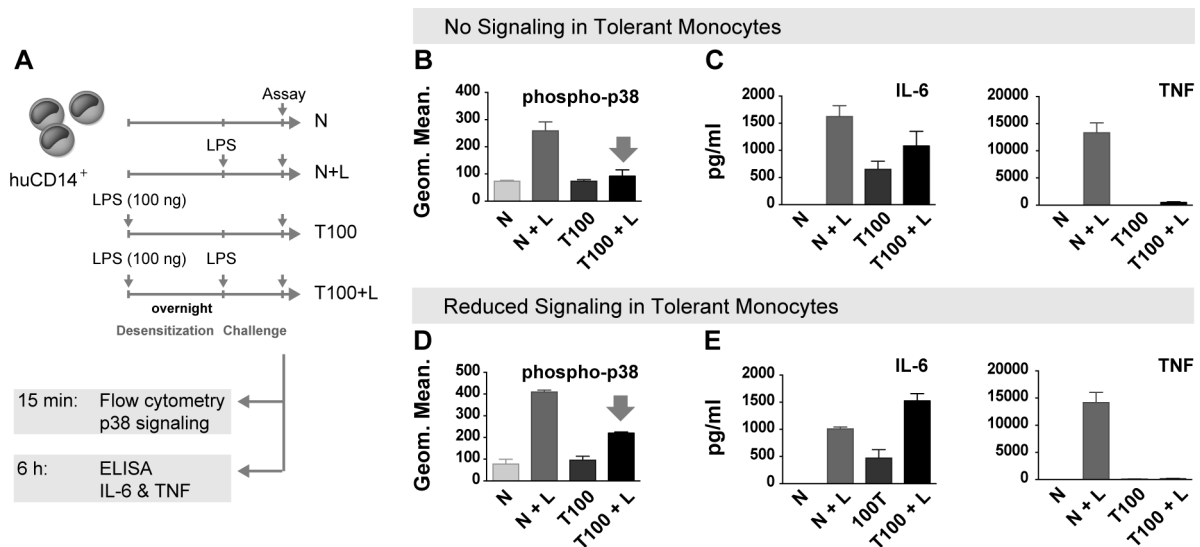 No Signaling in Tolerant Monocytes
A
Assay
N
LPS
N+L
huCD14+
LPS (100 ng)
T100
LPS (100 ng) LPS
T100+L
overnight
Desensitization Challenge
15 min: Flow cytometry
p38 signaling
6 h: ELISA
IL-6 & TNF
B
phospho-p38
Geom. Mean.
400
300
200
100
0
N
N + L
T100
T100 + L
C
IL-6
pg/ml
2000
1500
1000
500
0
N
N + L
T100
T100 + L
TNF
20000
15000
10000
5000
0
N
N + L
T100
T100 + L
Reduced Signaling in Tolerant Monocytes
D
phospho-p38
Geom. Mean.
500
400
300
200
100
0
N
N + L
T100
T100 + L
E
IL-6
pg/ml
2000
1500
1000
500
0
N
N + L
100T
T100 + L
TNF
20000
15000
10000
5000
0
N
N + L
T100
T100 + L